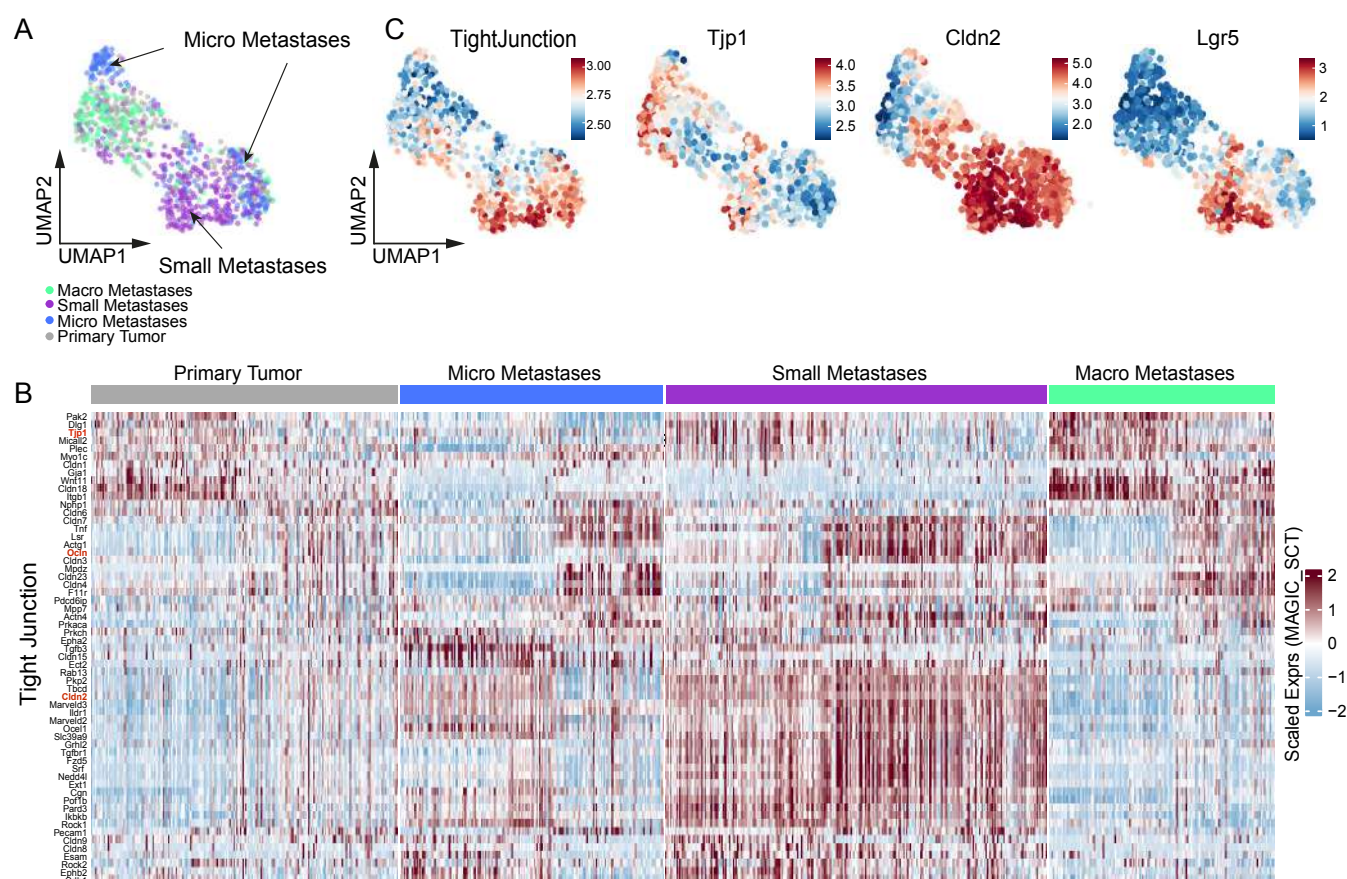 A
Micro Metastases
UMAP2
UMAP1
Small Metastases
Macro Metastases
Small Metastases
Micro Metastases
Primary Tumor
C
TightJunction
3.00
2.75
2.50
UMAP2
UMAP1
Tjp1
4.0
3.5
3.0
2.5
Cldn2
5.0
4.0
3.0
2.0
Lgr5
3
2
1
B
Primary Tumor
Micro Metastases
Small Metastases
Macro Metastases
Tight Junction
Pak2
Dlg1
Tjp1
Micall2
Plec
Myo1c
Cldn1
Gja1
Wnt11
Cldn18
Itgb1
Nphp1
Cldn6
Cldn7
Tnf
Lsr
Actg1
Ocln
Cldn3
Mpdz
Cldn23
Cldn4
F11r
Pdcd6ip
Mpp7
Actn4
Prkaca
Prkch
Epha2
Tgfb3
Cldn15
Ect2
Rab13
Pkp2
Tbcd
Cldn2
Marveld3
Ildr1
Marveld2
Ocel1
Slc39a9
Grhl2
Tgfbr1
Fzd5
Srf
Nedd4l
Ext1
Cgn
Pof1b
Pard3
Ikbkb
Rock1
Pecam1
Cldn9
Cldn8
Esam
Rock2
Ephb2
Scaled Exprs (MAGIC_SCT)
2
1
0
−1
−2